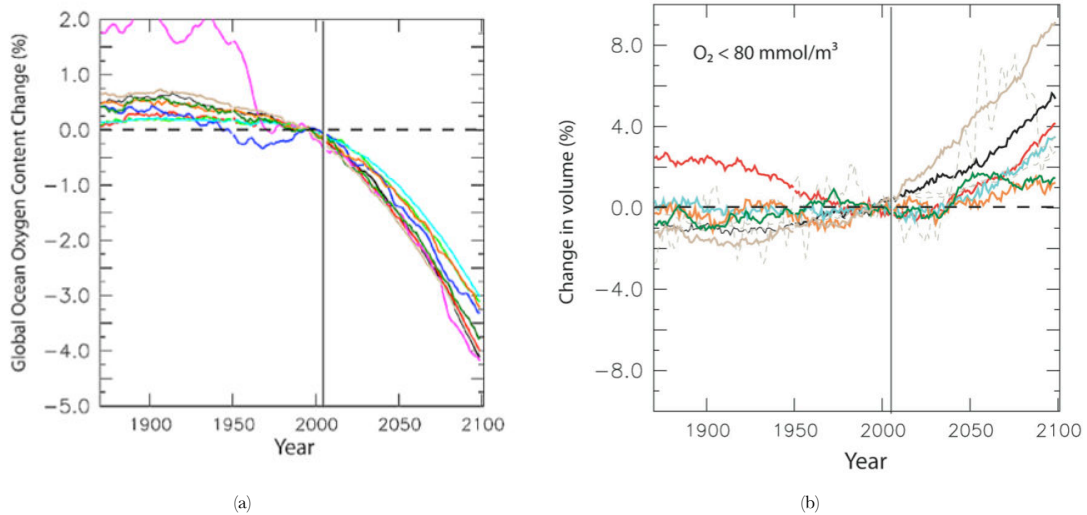 Global Ocean Oxygen Content Change (%)
2.0
1.0
0.0
−1.0
−2.0
−3.0
−4.0
−5.0
1900 1950 2000 2050 2100
Year
(a)
Change in volume (%)
8.0
4.0
0.0
−4.0
−8.0
O₂ < 80 mmol/m³
1900 1950 2000 2050 2100
Year
(b)